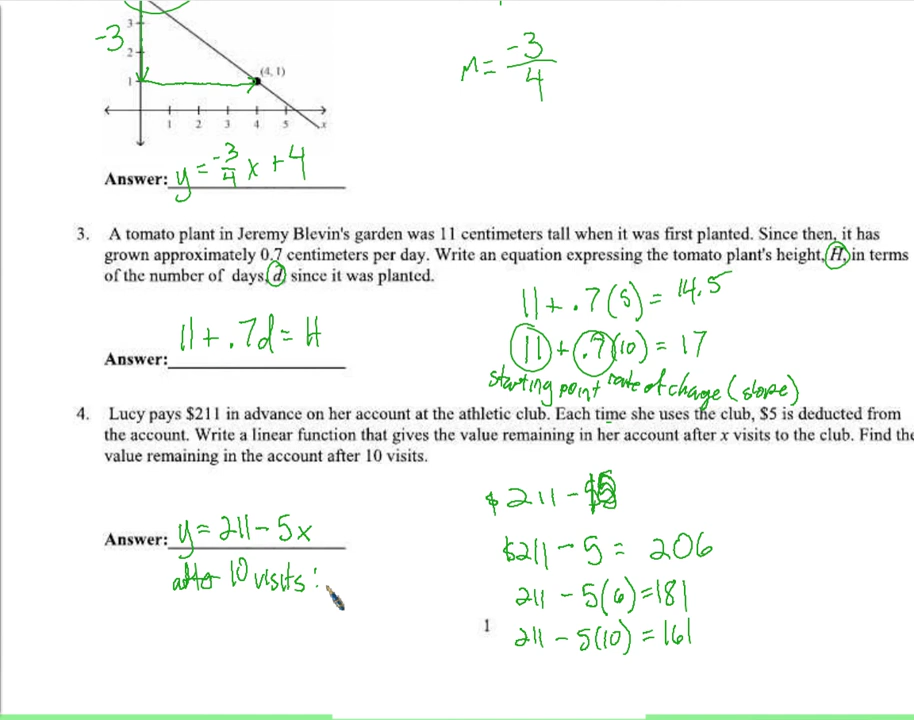 3
-3
2
1
(4, 1)
1 2 3 4 5 x
M = -3/4
Answer: y = -3/4 x + 4
3. A tomato plant in Jeremy Blevin's garden was 11 centimeters tall when it was first planted. Since then, it has
grown approximately 0.7 centimeters per day. Write an equation expressing the tomato plant's height, H, in terms
of the number of days, d, since it was planted.
11 + .7(5) = 14.5
11 + .7(10) = 17
starting point rate of change (slope)
Answer: 11 + .7d = H
4. Lucy pays $211 in advance on her account at the athletic club. Each time she uses the club, $5 is deducted from
the account. Write a linear function that gives the value remaining in her account after x visits to the club. Find the
value remaining in the account after 10 visits.
$211 -
Answer: y = 211 - 5x
$211 - 5 = 206
after 10 visits:
211 - 5(6) = 181
211 - 5(10) = 161
1